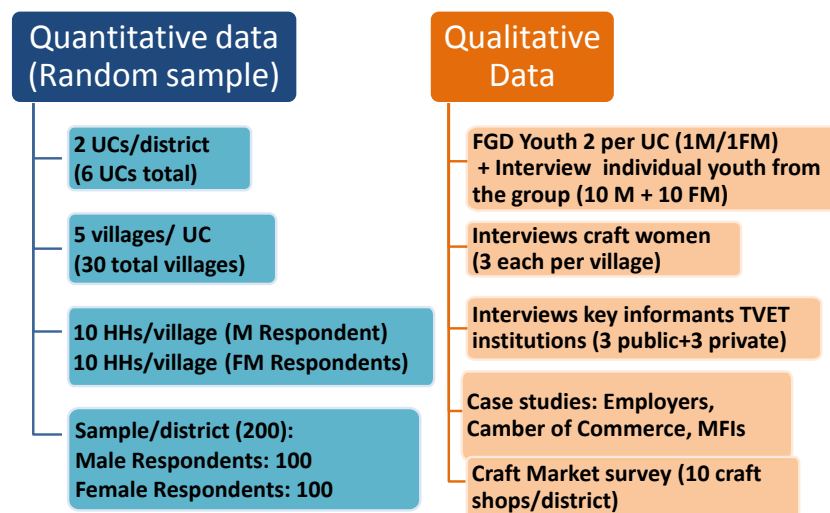 Quantitative data
(Random sample)
2 UCs/district
(6 UCs total)
5 villages/ UC
(30 total villages)
10 HHs/village (M Respondent)
10 HHs/village (FM Respondents)
Sample/district (200):
Male Respondents: 100
Female Respondents: 100
Qualitative
Data
FGD Youth 2 per UC (1M/1FM)
+ Interview individual youth from
the group (10 M + 10 FM)
Interviews craft women
(3 each per village)
Interviews key informants TVET
institutions (3 public+3 private)
Case studies: Employers,
Camber of Commerce, MFIs
Craft Market survey (10 craft
shops/district)